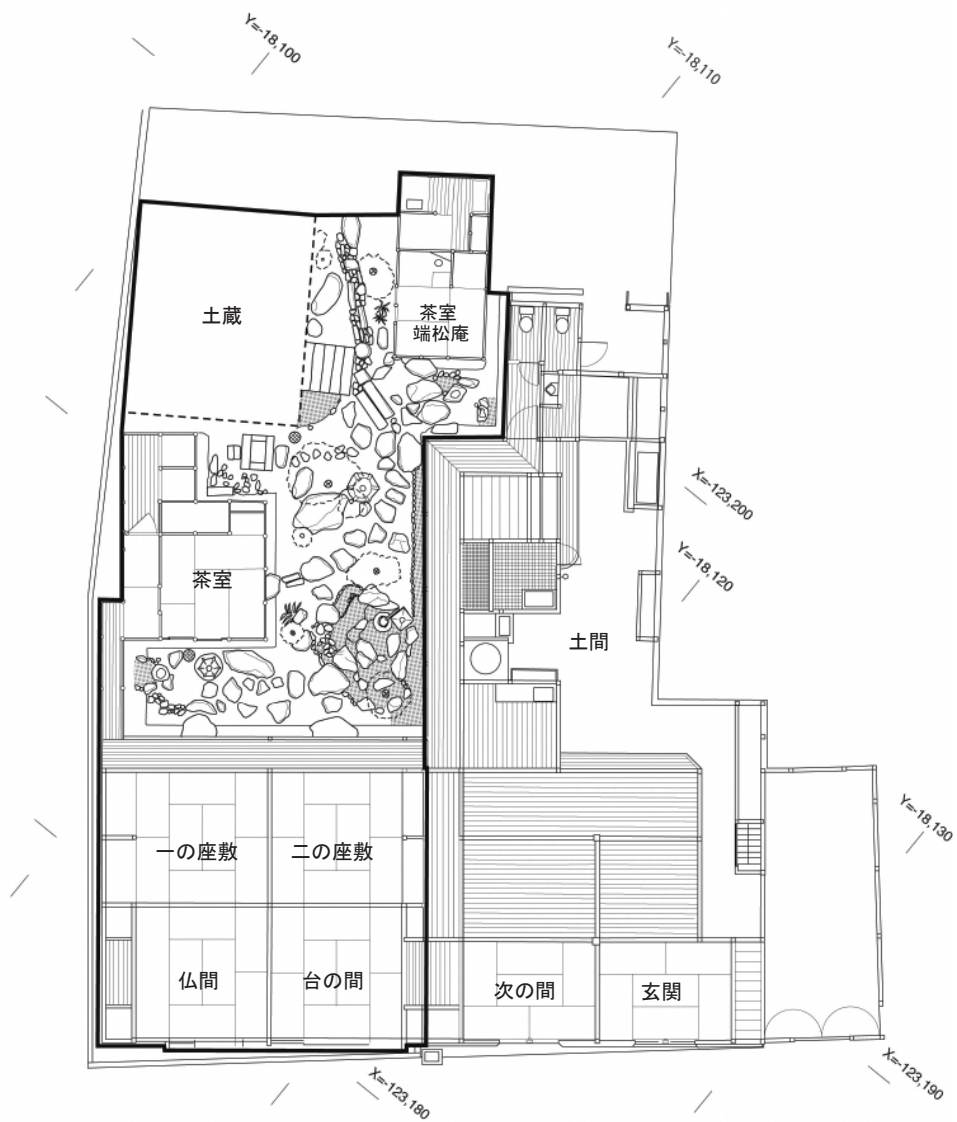 Y=-18,100
Y=-18,110
土蔵
茶室
端松庵
X=-123,200
Y=-18,120
茶室
土間
Y=-18,130
一の座敷
二の座敷
仏間
台の間
次の間
玄関
X=-123,180
X=-123,190